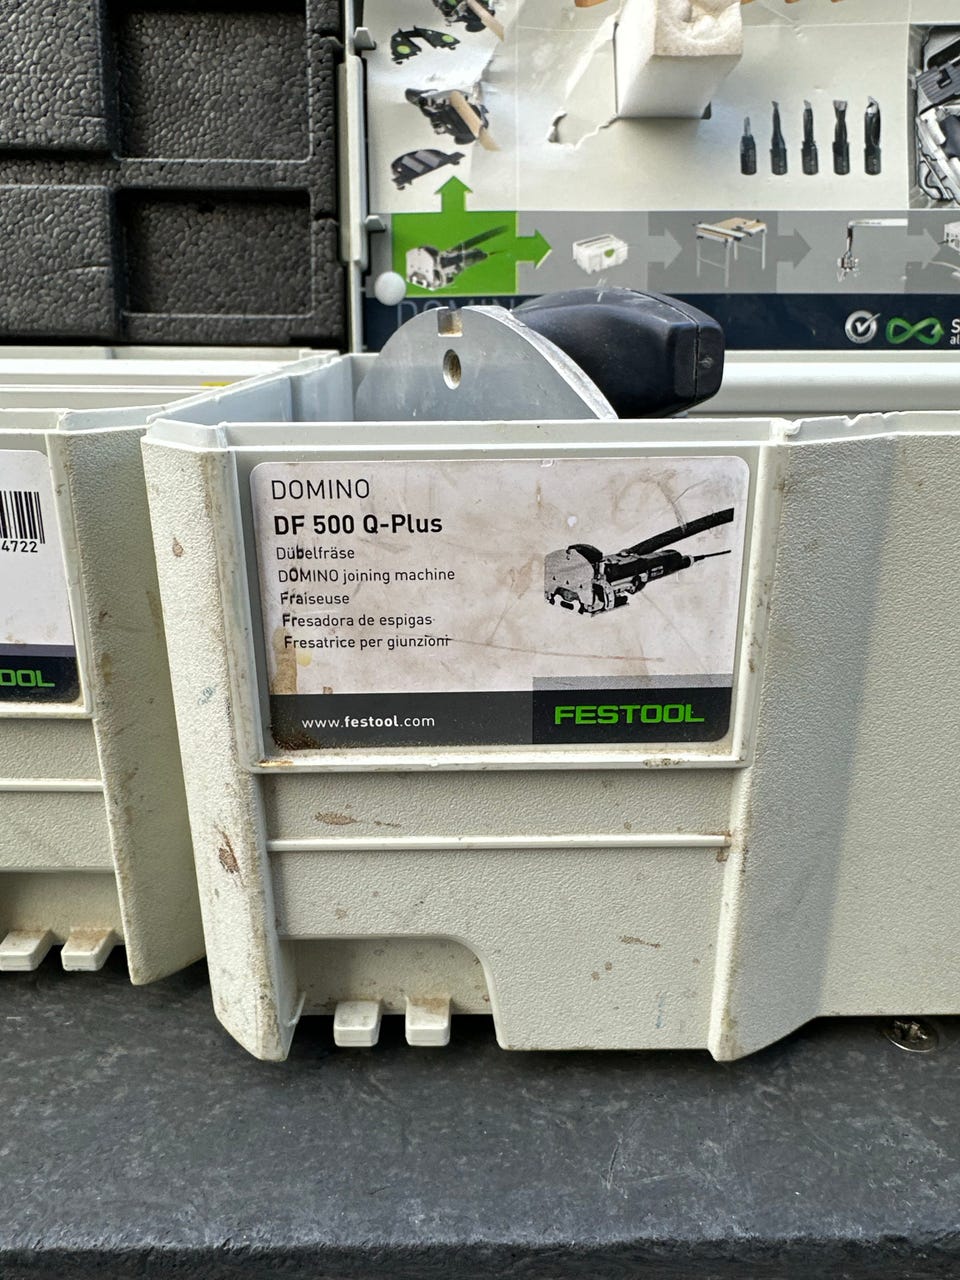 DOMINO
DOMINO
DF 500 Q-Plus
Dübelfräse
DOMINO joining machine
Fraiseuse
Fresadora de espigas
Fresatrice per giunzioni
www.festool.com
FESTOOL
4722